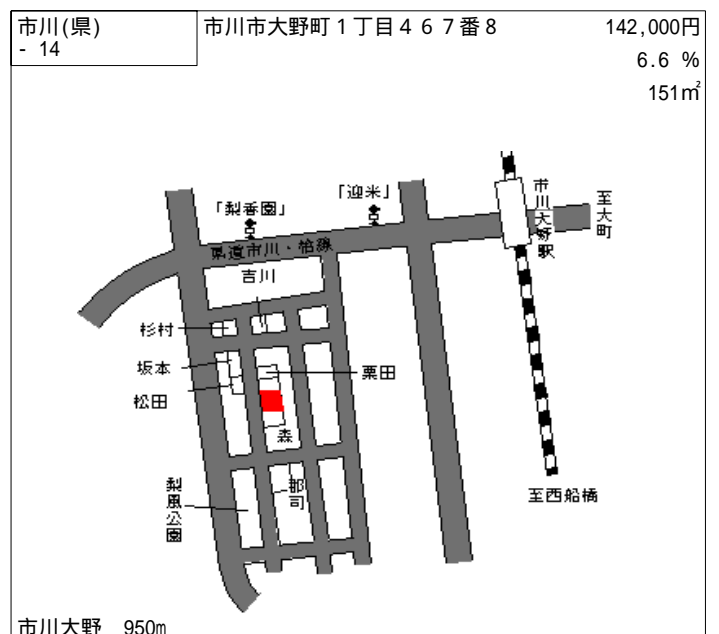 市川(県)
- 14
市川市大野町１丁目４６７番8
142,000円
6.6 %
151㎡
「迎米」
「梨香園」
市川大野駅
至大町
県道市川・柏線
吉川
杉村
坂本
栗田
松田
森
梨風公園
郡司
至西船橋
市川大野 950m